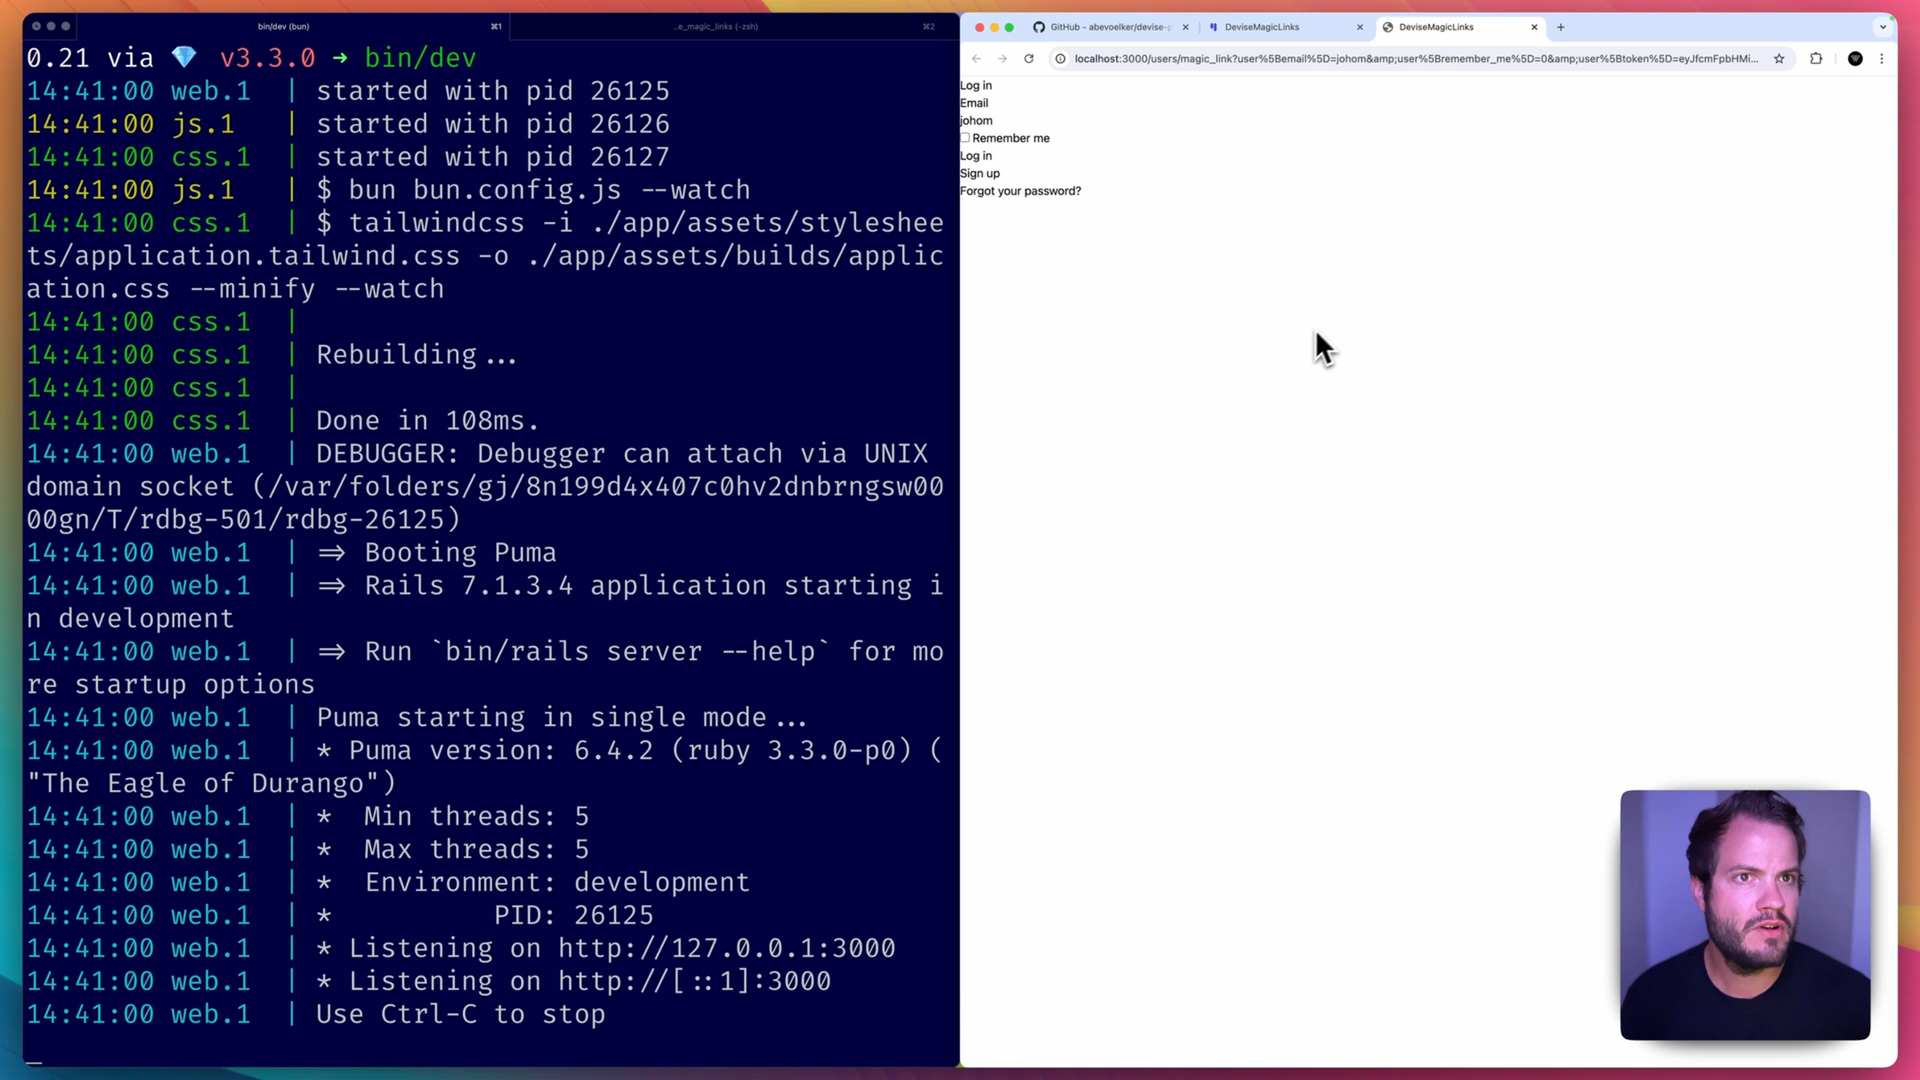 bin/dev (bun)
⌘1
..e_magic_links (-zsh)
⌘2
0.21 via 💎 v3.3.0 → bin/dev
14:41:00 web.1 | started with pid 26125
14:41:00 js.1 | started with pid 26126
14:41:00 css.1 | started with pid 26127
14:41:00 js.1 | $ bun bun.config.js --watch
14:41:00 css.1 | $ tailwindcss -i ./app/assets/styleshee
ts/application.tailwind.css -o ./app/assets/builds/applic
ation.css --minify --watch
14:41:00 css.1 |
14:41:00 css.1 | Rebuilding...
14:41:00 css.1 |
14:41:00 css.1 | Done in 108ms.
14:41:00 web.1 | DEBUGGER: Debugger can attach via UNIX
domain socket (/var/folders/gj/8n199d4x407c0hv2dnbrngsw00
00gn/T/rdbg-501/rdbg-26125)
14:41:00 web.1 | => Booting Puma
14:41:00 web.1 | => Rails 7.1.3.4 application starting i
n development
14:41:00 web.1 | => Run `bin/rails server --help` for mo
re startup options
14:41:00 web.1 | Puma starting in single mode...
14:41:00 web.1 | * Puma version: 6.4.2 (ruby 3.3.0-p0) (
"The Eagle of Durango")
14:41:00 web.1 | * Min threads: 5
14:41:00 web.1 | * Max threads: 5
14:41:00 web.1 | * Environment: development
14:41:00 web.1 | * PID: 26125
14:41:00 web.1 | * Listening on http://127.0.0.1:3000
14:41:00 web.1 | * Listening on http://[::1]:3000
14:41:00 web.1 | Use Ctrl-C to stop
GitHub - abevoelker/devise-p
DeviseMagicLinks
DeviseMagicLinks
localhost:3000/users/magic_link?user%5Bemail%5D=johom&amp;user%5Bremember_me%5D=0&amp;user%5Btoken%5D=eyJfcmFpbHMi...
Log in
Email
johom
Remember me
Log in
Sign up
Forgot your password?